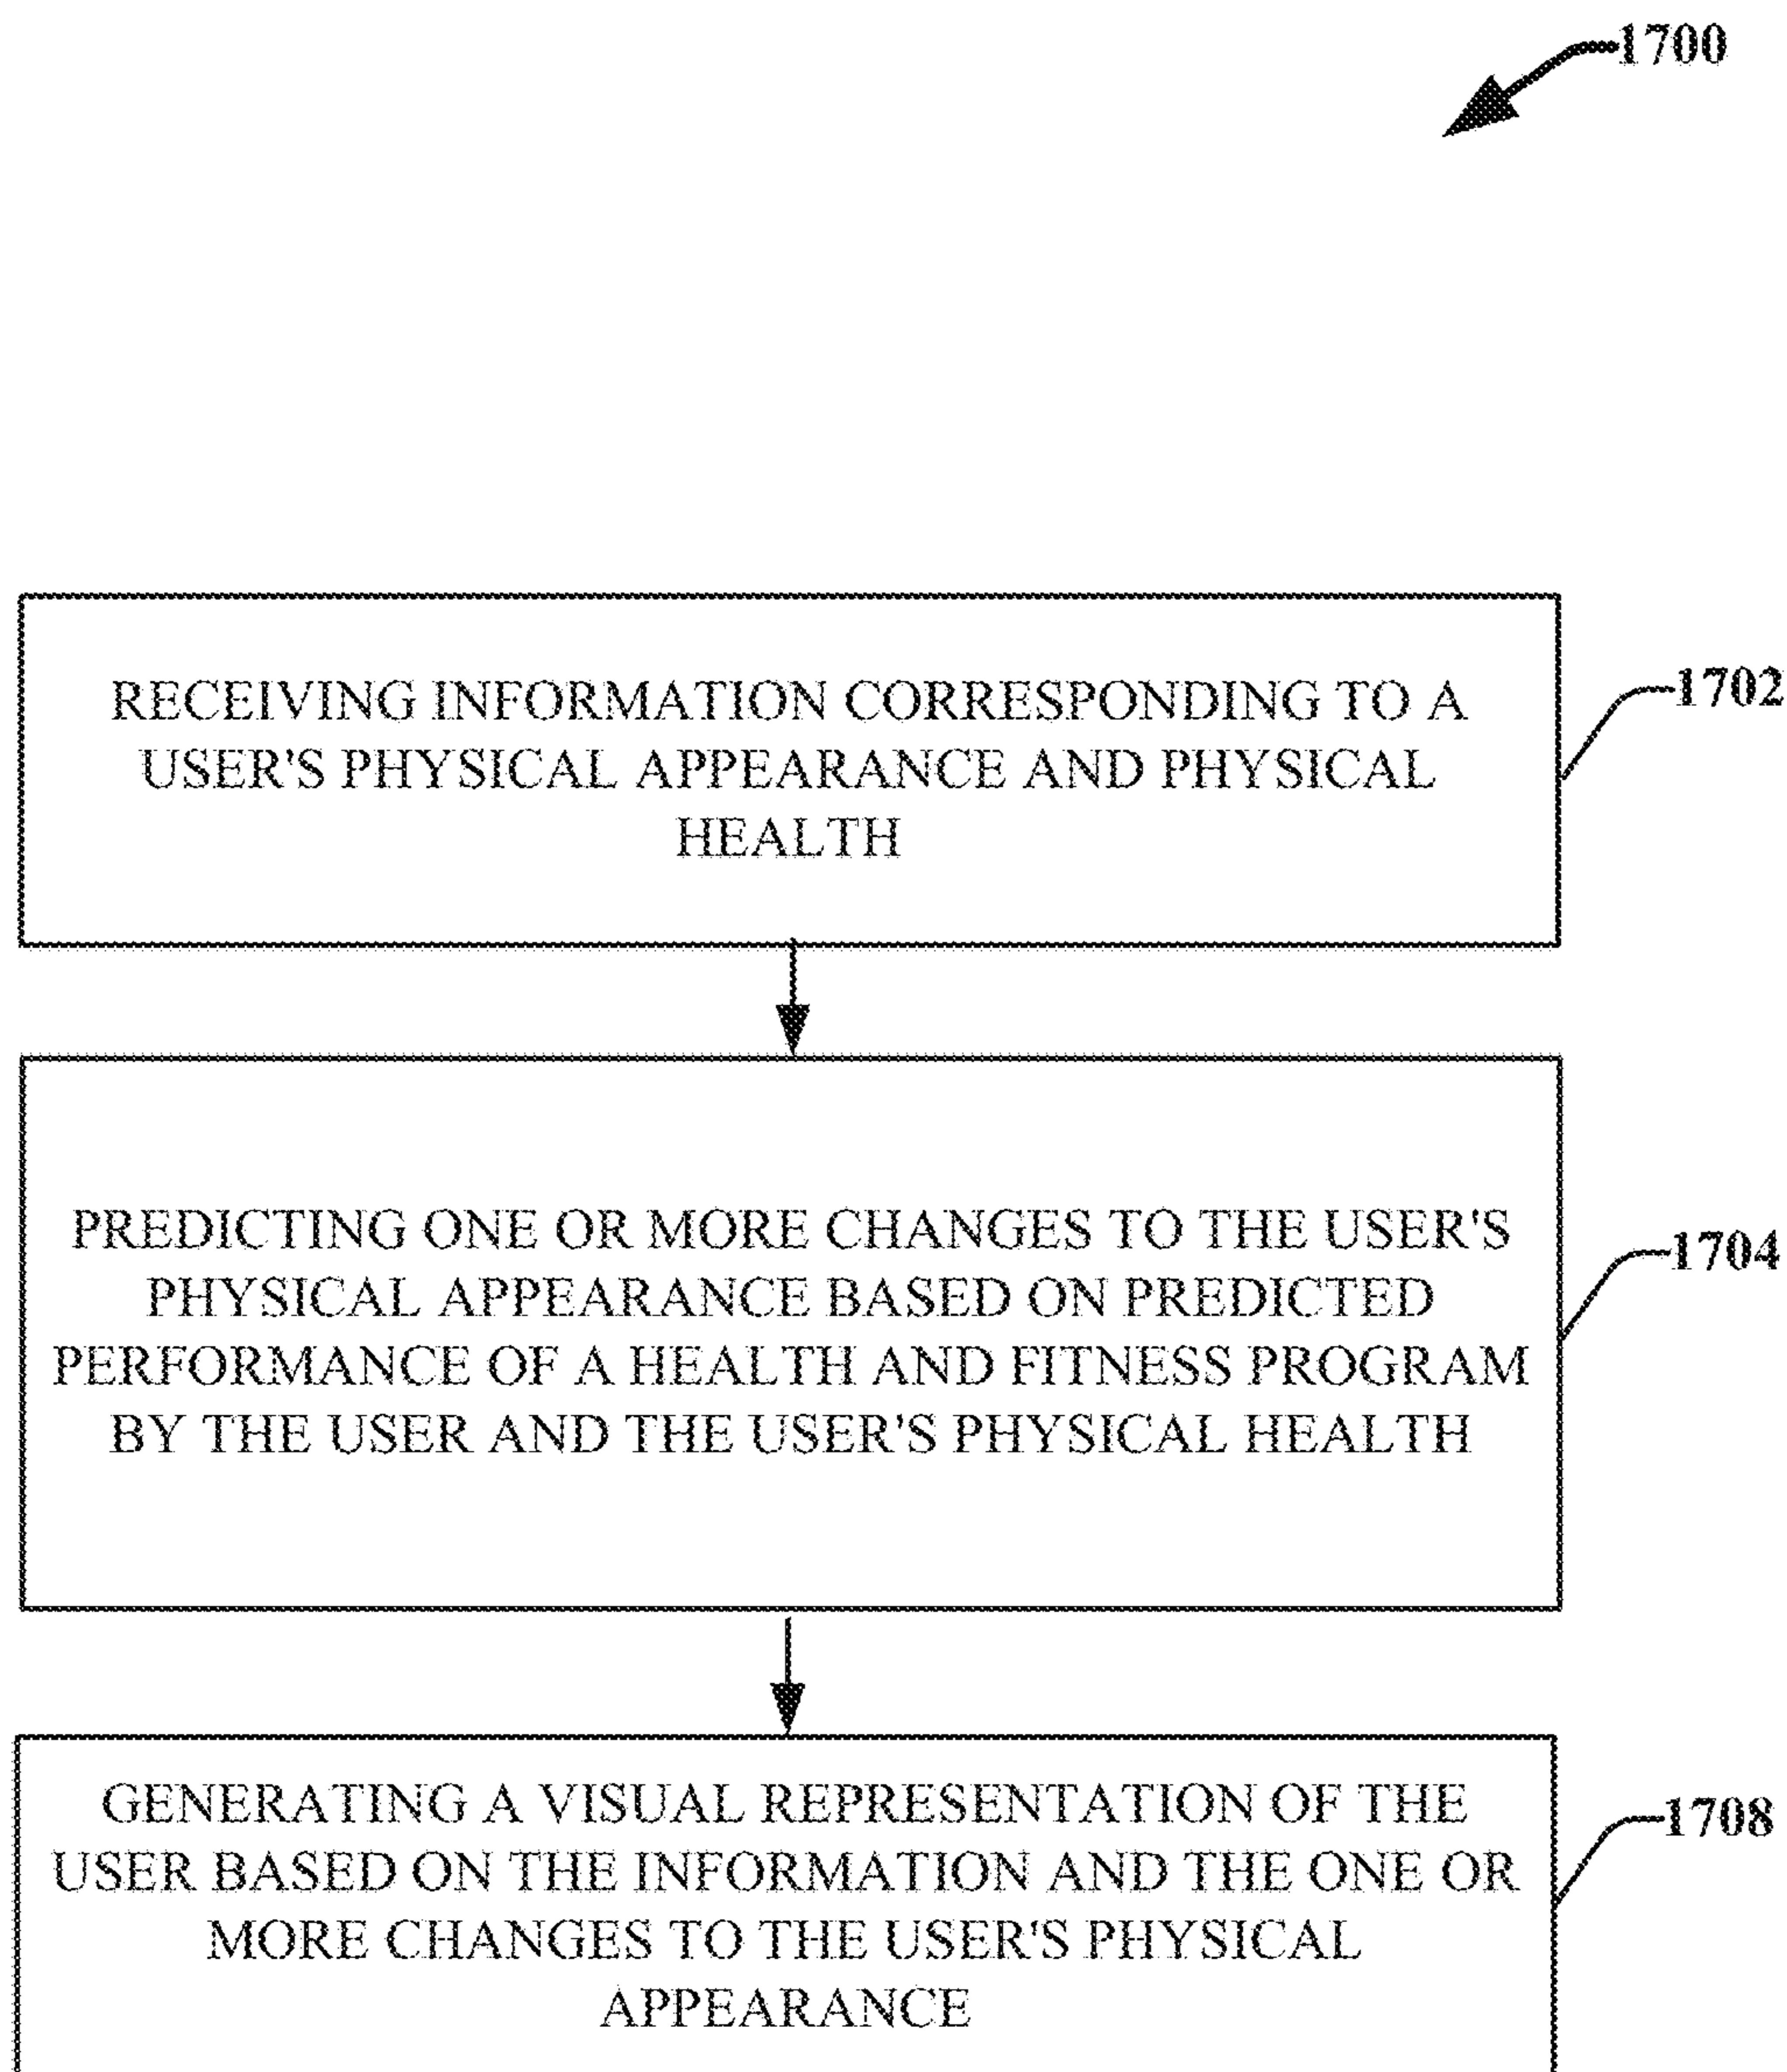 1700
RECEIVING INFORMATION CORRESPONDING TO A
USER'S PHYSICAL APPEARANCE AND PHYSICAL
HEALTH
1702
PREDICTING ONE OR MORE CHANGES TO THE USER'S
PHYSICAL APPEARANCE BASED ON PREDICTED
PERFORMANCE OF A HEALTH AND FITNESS PROGRAM
BY THE USER AND THE USER'S PHYSICAL HEALTH
1704
GENERATING A VISUAL REPRESENTATION OF THE
USER BASED ON THE INFORMATION AND THE ONE OR
MORE CHANGES TO THE USER'S PHYSICAL
APPEARANCE
1708